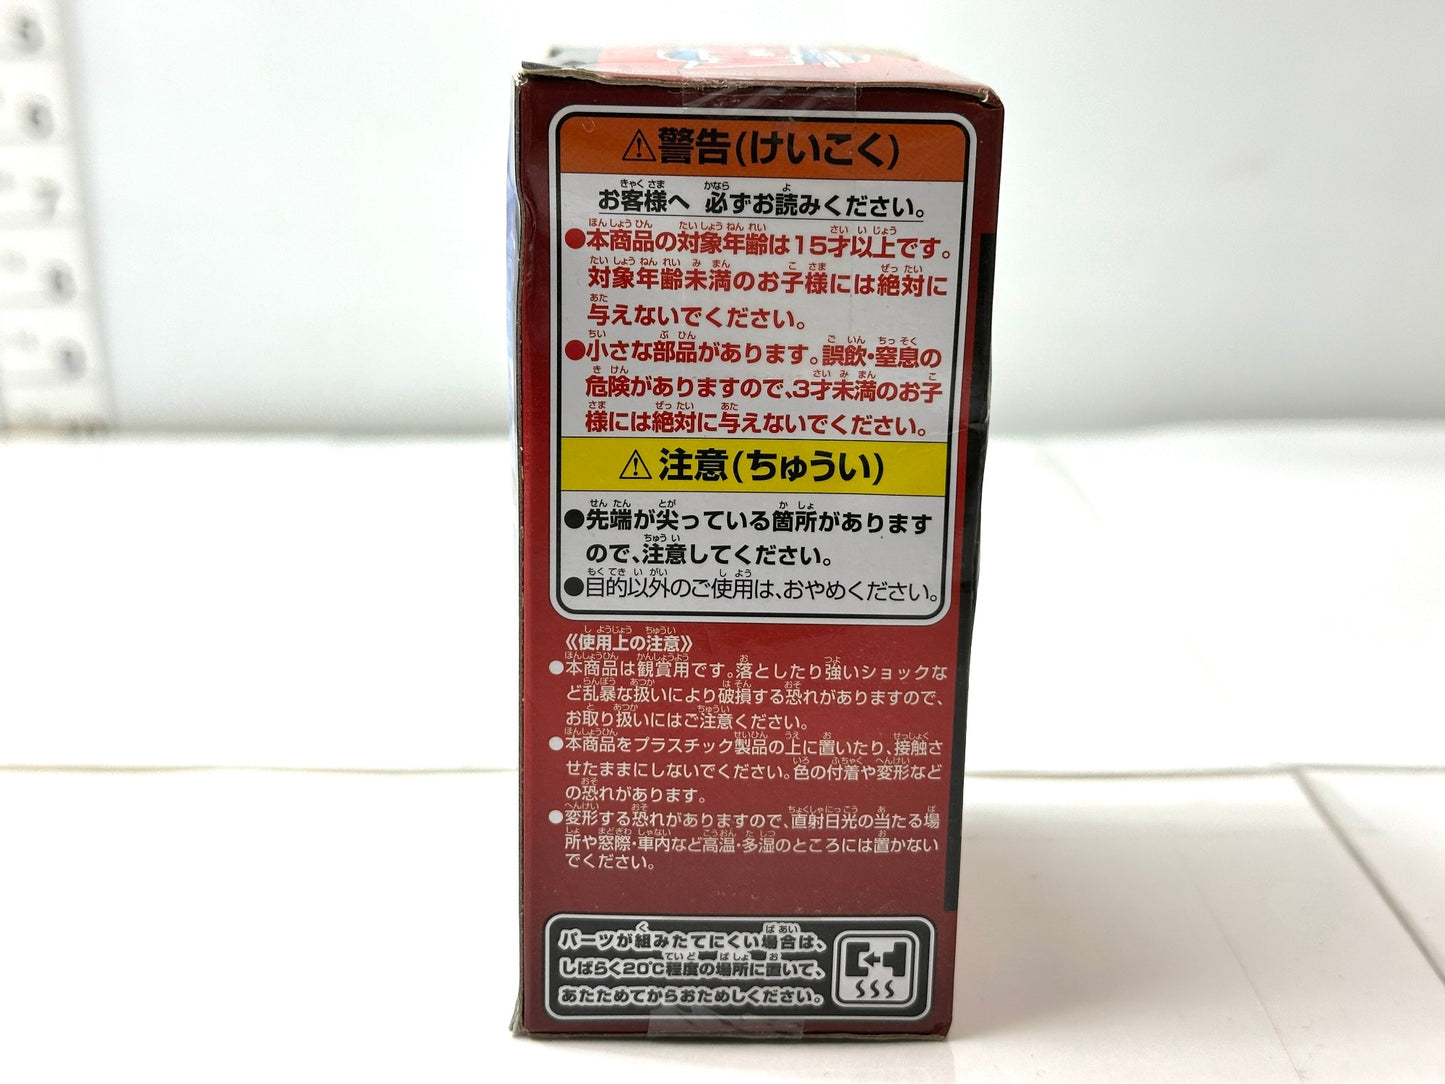 ⚠警告(けいこく)
お客様へ 必ずお読みください。
●本商品の対象年齢は15才以上です。
対象年齢未満のお子様には絶対に
与えないでください。
●小さな部品があります。誤飲・窒息の
危険がありますので、3才未満のお子
様には絶対に与えないでください。
⚠注意(ちゅうい)
●先端が尖っている箇所があります
ので、注意してください。
●目的以外のご使用は、おやめください。
《使用上の注意》
●本商品は観賞用です。落としたり強いショックな
ど乱暴な扱いにより破損する恐れがありますので、
お取り扱いにはご注意ください。
●本商品をプラスチック製品の上に置いたり、接触さ
せたままにしないでください。色の付着や変形など
の恐れがあります。
●変形する恐れがありますので、直射日光の当たる場
所や窓際・車内など高温・多湿のところには置かない
でください。
パーツが組みたてにくい場合は、
しばらく20℃程度の場所に置いて、
あたためてからおためしください。